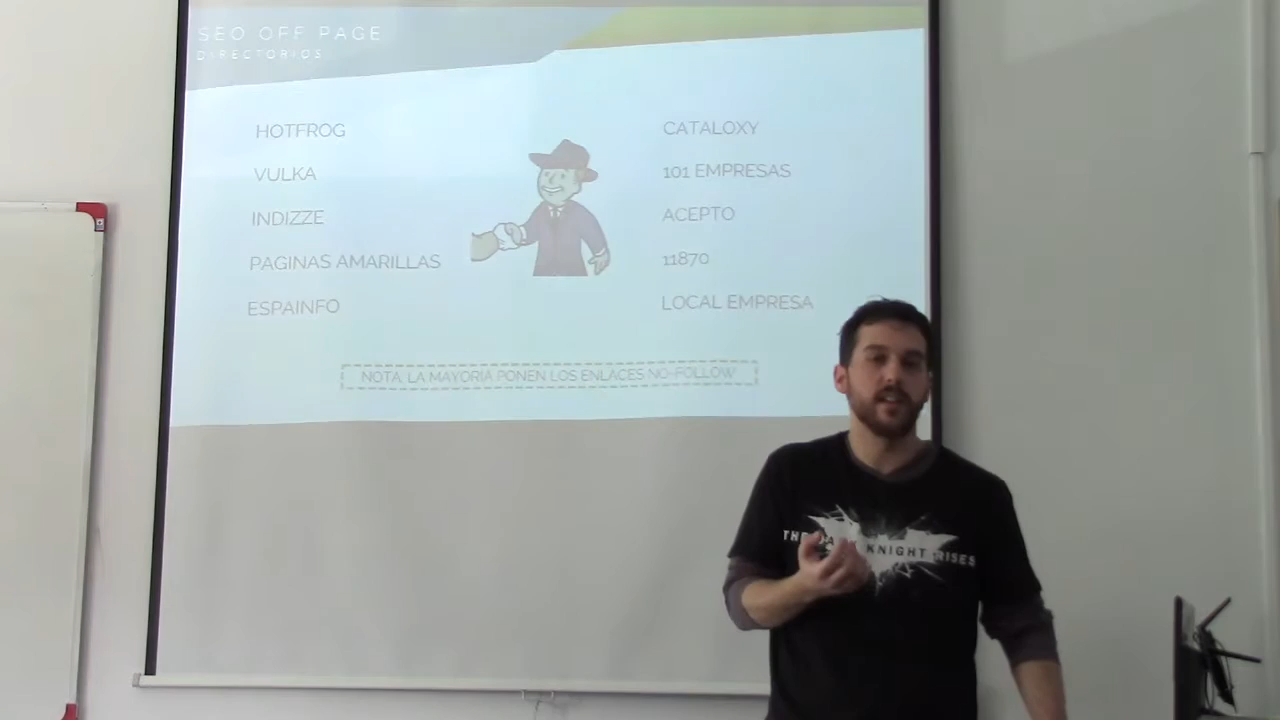 SEO OFF PAGE
DIRECTORIOS
HOTFROG
VULKA
INDIZZE
PAGINAS AMARILLAS
ESPAINFO
CATALOXY
101 EMPRESAS
ACEPTO
11870
LOCAL EMPRESA
NOTA. LA MAYORIA PONEN LOS ENLACES NO-FOLLOW
THE DA KNIGHT RISES